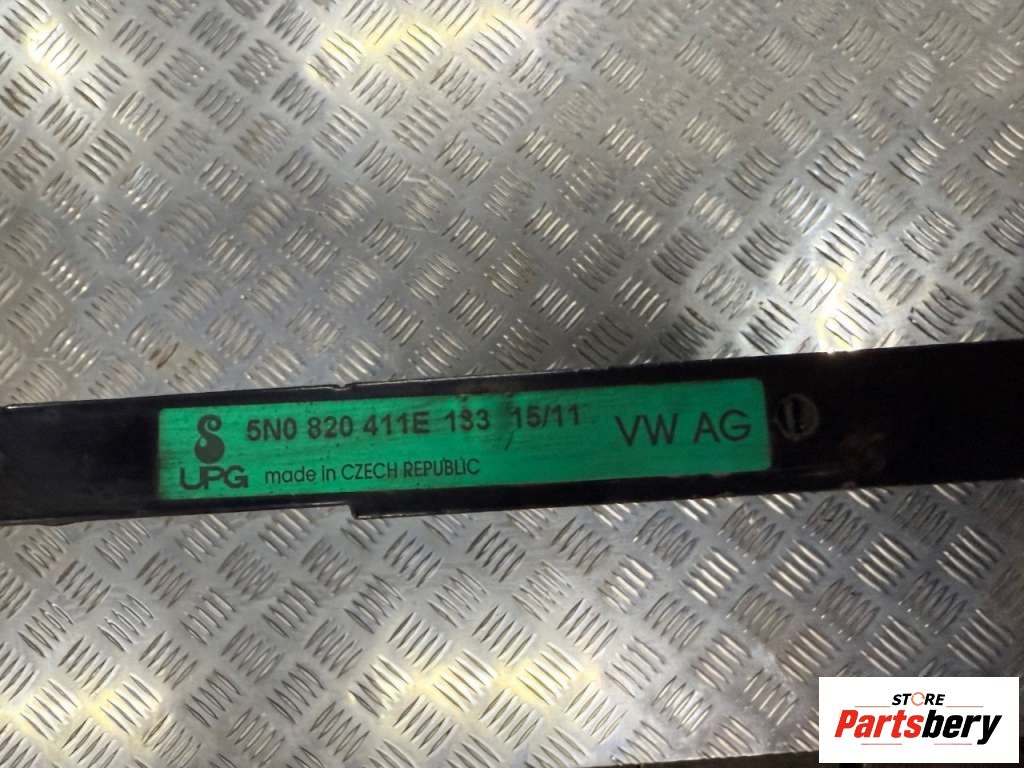 5N0 820 411E 133 15/11 VW AG
UPG made in CZECH REPUBLIC
STORE
Partsbery